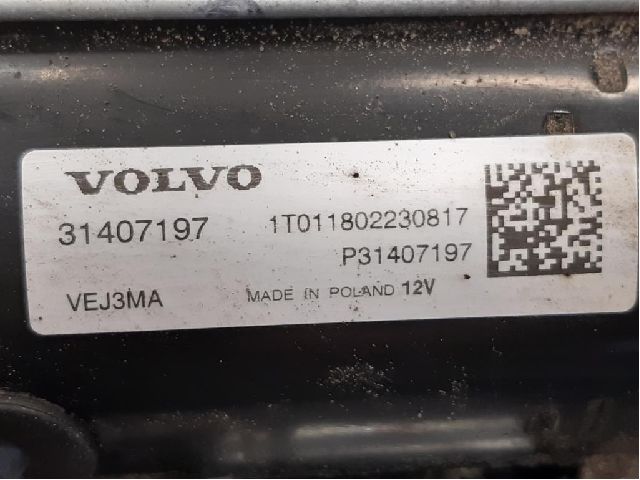 VOLVO
31407197 1T011802230817
P31407197
VEJ3MA MADE IN POLAND 12V